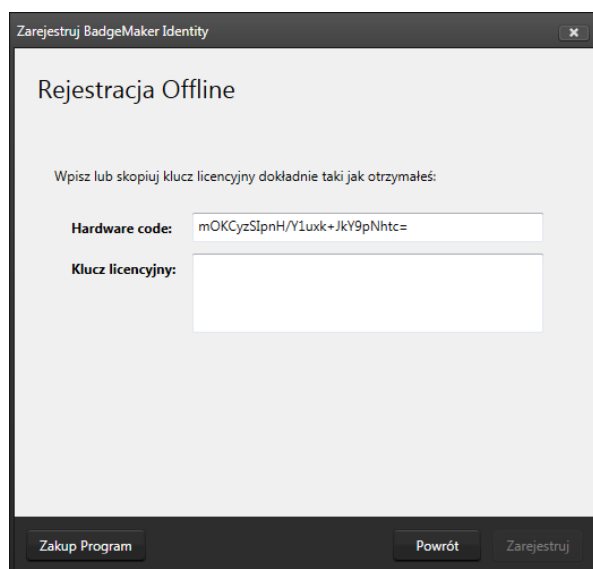 Zarejestruj BadgeMaker Identity
Rejestracja Offline
Wpisz lub skopiuj klucz licencyjny dokładnie taki jak otrzymałeś:
Hardware code: mOKCyzSIpnH/Y1uxk+JkY9pNhtc=
Klucz licencyjny:
Zakup Program Powrót Zarejestruj